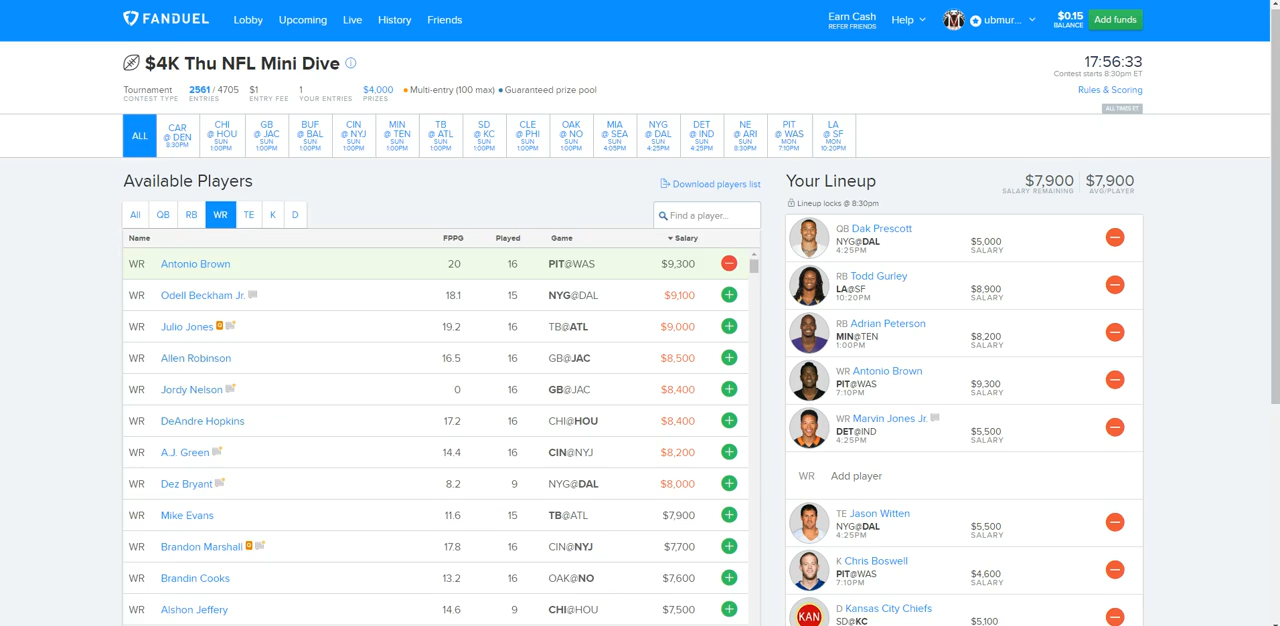 FANDUEL
Lobby Upcoming Live History Friends
Earn Cash
REFER FRIENDS
Help
ubmur...
$0.15
BALANCE
Add funds
$4K Thu NFL Mini Dive
17:56:33
Contest starts 8:30pm ET
Tournament
CONTEST TYPE
2561 / 4705
ENTRIES
$1
ENTRY FEE
1
YOUR ENTRIES
$4,000
PRIZES
Multi-entry (100 max) Guaranteed prize pool
Rules & Scoring
ALL TIMES ET
ALL
CAR
@ DEN
8:30PM
CHI
@ HOU
SUN
1:00PM
GB
@ JAC
SUN
1:00PM
BUF
@ BAL
SUN
1:00PM
CIN
@ NYJ
SUN
1:00PM
MIN
@ TEN
SUN
1:00PM
TB
@ ATL
SUN
1:00PM
SD
@ KC
SUN
1:00PM
CLE
@ PHI
SUN
1:00PM
OAK
@ NO
SUN
1:00PM
MIA
@ SEA
SUN
4:05PM
NYG
@ DAL
SUN
4:25PM
DET
@ IND
SUN
4:25PM
NE
@ ARI
SUN
8:30PM
PIT
@ WAS
MON
7:10PM
LA
@ SF
MON
10:20PM
Available Players
Download players list
All QB RB WR TE K D
Find a player...
Name FPPG Played Game Salary
WR Antonio Brown 20 16 PIT@WAS $9,300
WR Odell Beckham Jr. 18.1 15 NYG@DAL $9,100
WR Julio Jones O 19.2 16 TB@ATL $9,000
WR Allen Robinson 16.5 16 GB@JAC $8,500
WR Jordy Nelson 0 16 GB@JAC $8,400
WR DeAndre Hopkins 17.2 16 CHI@HOU $8,400
WR A.J. Green 14.4 16 CIN@NYJ $8,200
WR Dez Bryant 8.2 9 NYG@DAL $8,000
WR Mike Evans 11.6 15 TB@ATL $7,900
WR Brandon Marshall O 17.8 16 CIN@NYJ $7,700
WR Brandin Cooks 13.2 16 OAK@NO $7,600
WR Alshon Jeffery 14.6 9 CHI@HOU $7,500
Your Lineup
$7,900
SALARY REMAINING
$7,900
AVG/PLAYER
Lineup locks @ 8:30pm
QB Dak Prescott
NYG@DAL
4:25PM
$5,000
SALARY
RB Todd Gurley
LA@SF
10:20PM
$8,900
SALARY
RB Adrian Peterson
MIN@TEN
1:00PM
$8,200
SALARY
WR Antonio Brown
PIT@WAS
7:10PM
$9,300
SALARY
WR Marvin Jones Jr.
DET@IND
4:25PM
$5,500
SALARY
WR Add player
TE Jason Witten
NYG@DAL
4:25PM
$5,500
SALARY
K Chris Boswell
PIT@WAS
7:10PM
$4,600
SALARY
KAN
D Kansas City Chiefs
SD@KC
$5,100